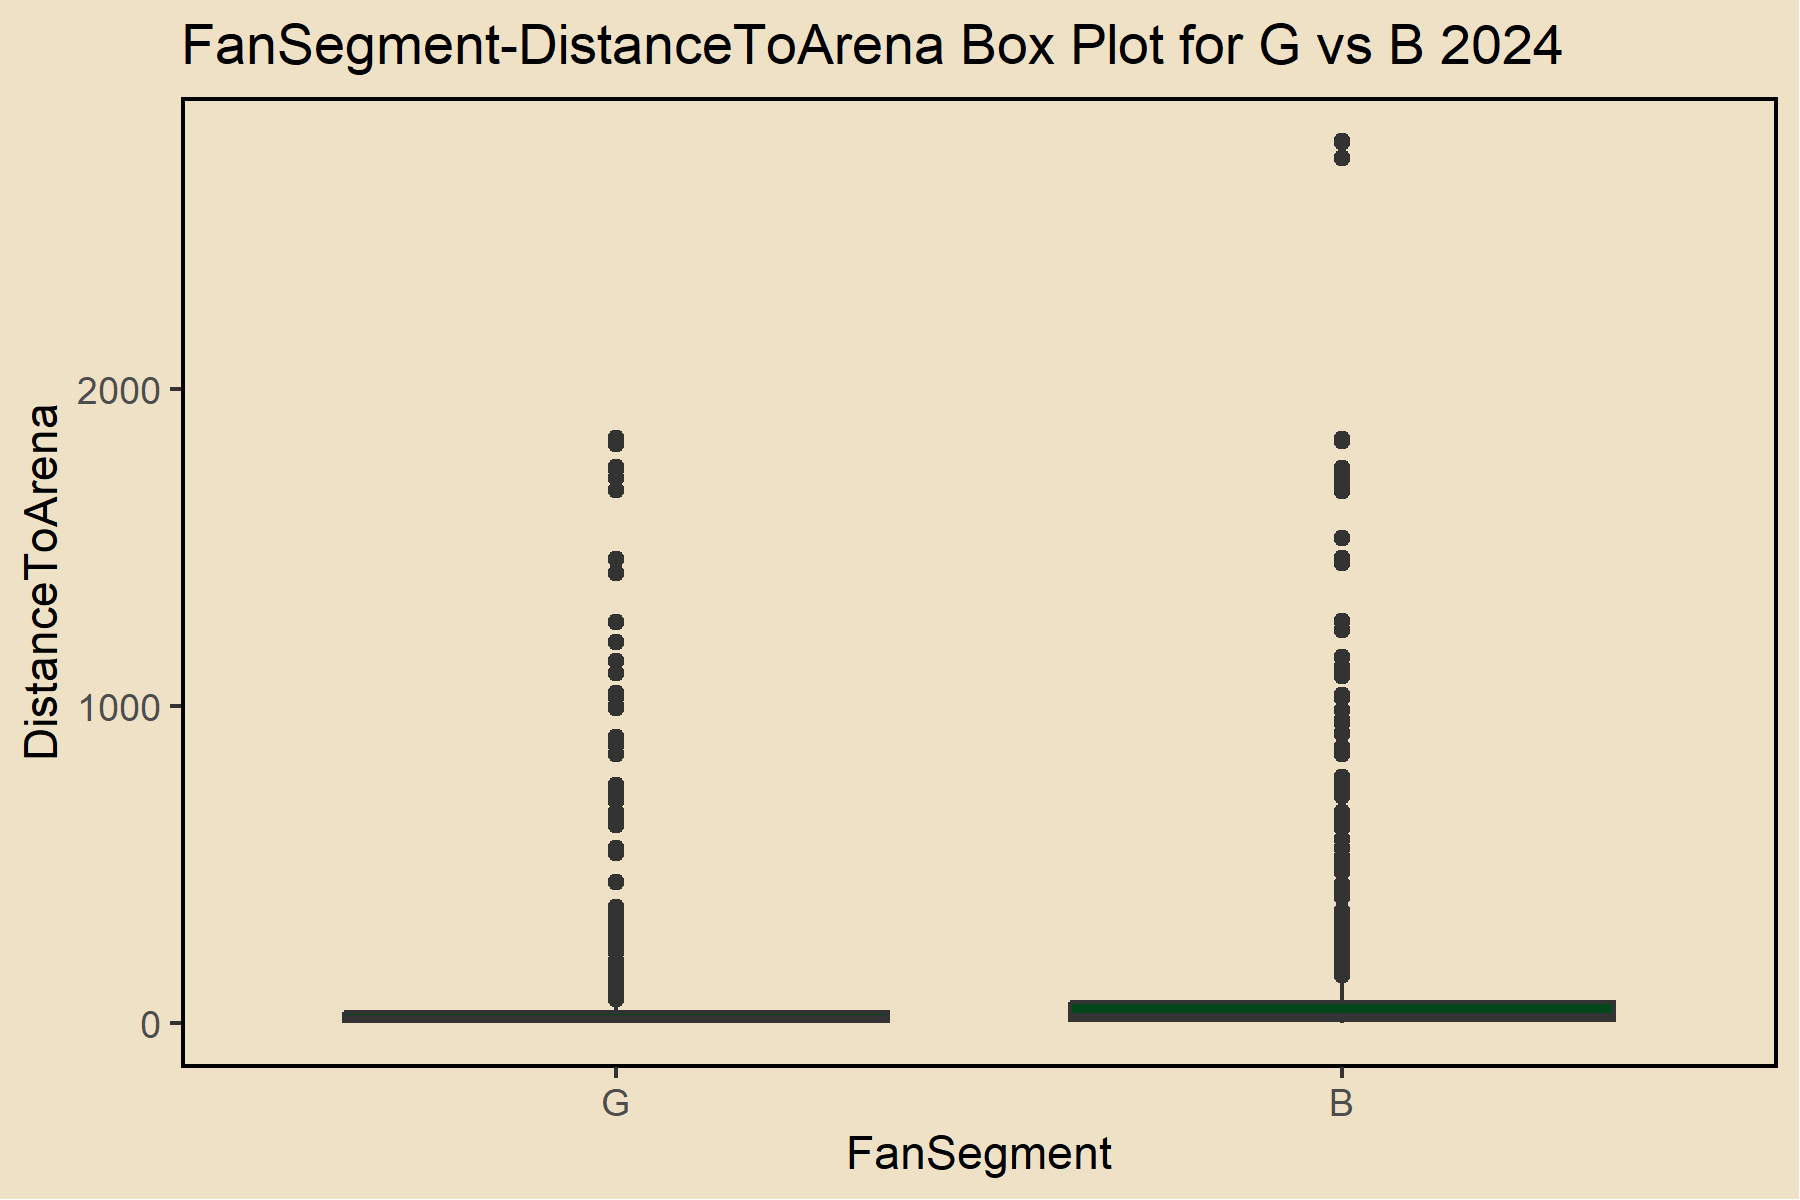 FanSegment-DistanceToArena Box Plot for G vs B 2024
DistanceToArena
2000
1000
0
G
B
FanSegment